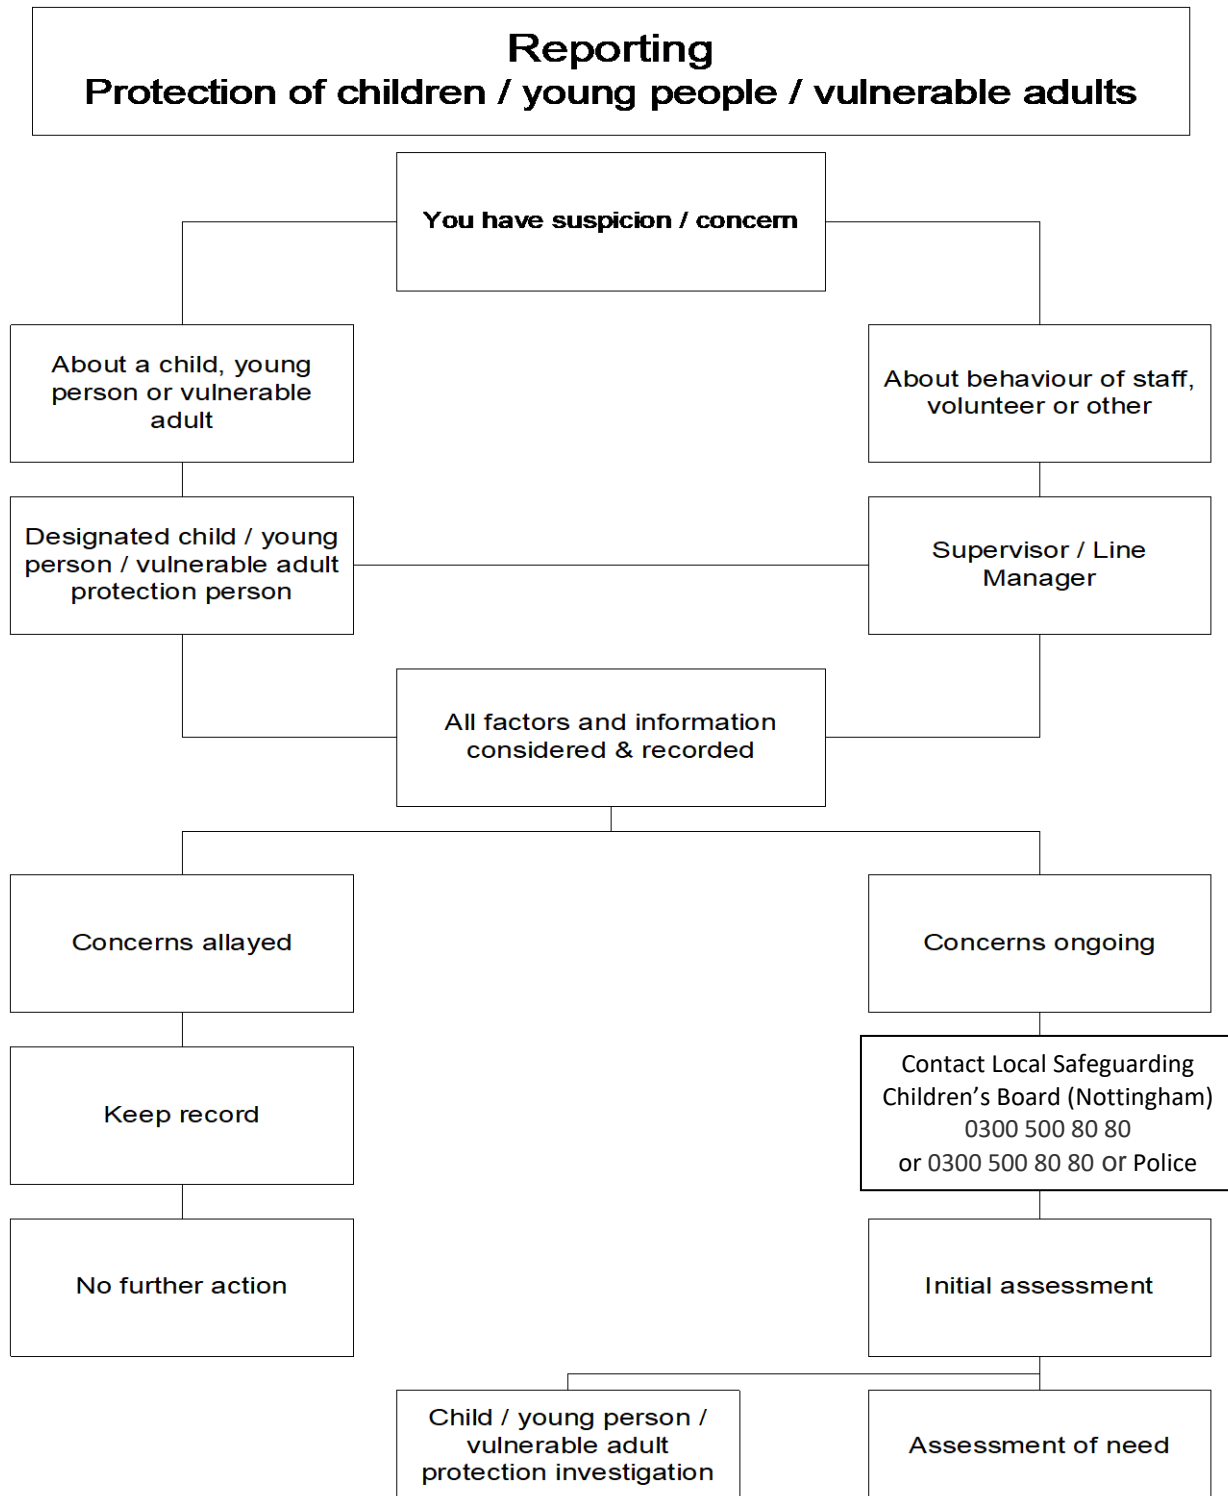 Reporting
Protection of children / young people / vulnerable adults
You have suspicion / concern
About a child, young
person or vulnerable
adult
About behaviour of staff,
volunteer or other
Designated child / young
person / vulnerable adult
protection person
Supervisor / Line
Manager
All factors and information
considered & recorded
Concerns allayed
Concerns ongoing
Keep record
Contact Local Safeguarding
Children’s Board (Nottingham)
0300 500 80 80
or 0300 500 80 80 or Police
No further action
Initial assessment
Child / young person /
vulnerable adult
protection investigation
Assessment of need